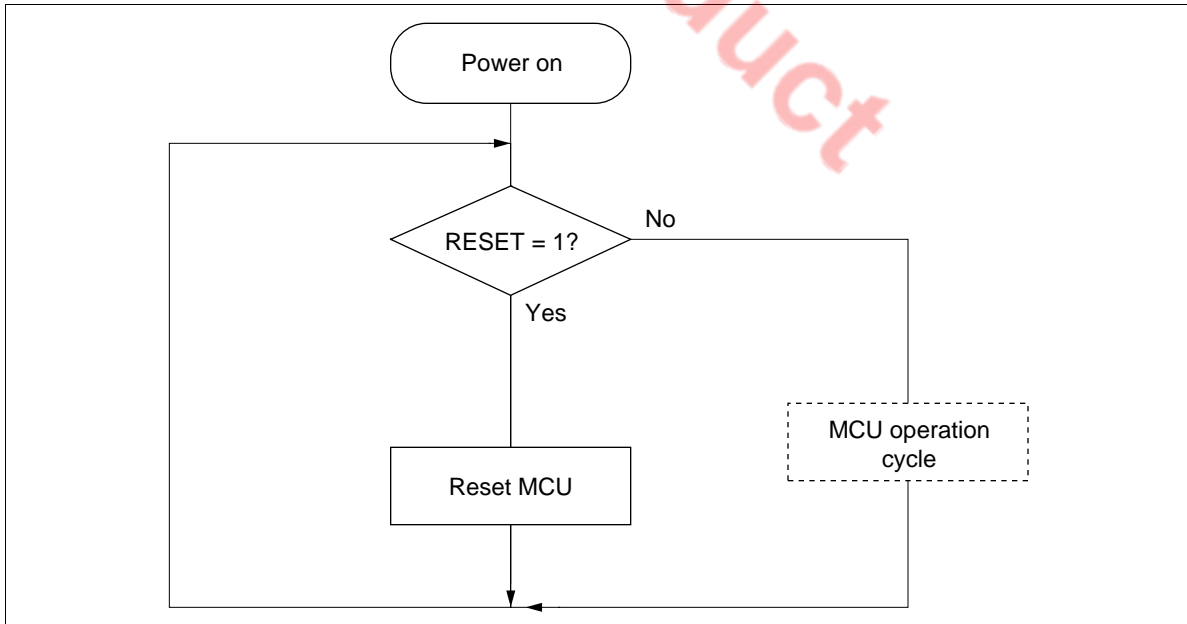 Power on
RESET = 1?
No
Yes
MCU operation
cycle
Reset MCU